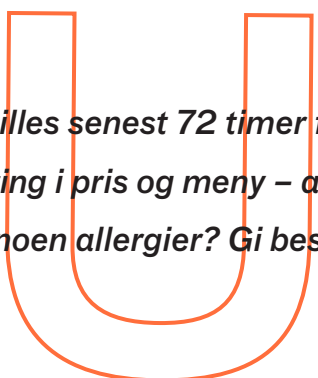 illes senest 72 timer
ing i pris og meny –
noen allergier? Gi bes
U